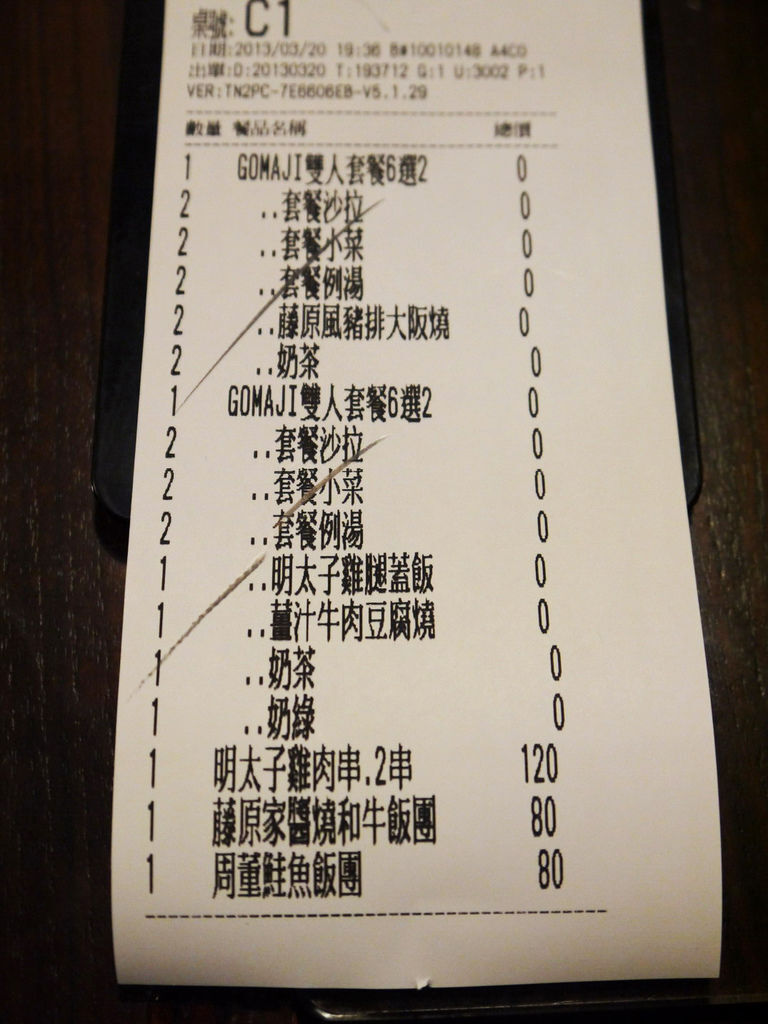 桌號: C1
日期:2013/03/20 19:36 B#10010148 A4C0
出單:D:20130320 T:193712 G:1 U:3002 P:1
VER:TN2PC-7E6606EB-V5.1.29
數量 餐品名稱 總價
1 GOMAJI雙人套餐6選2 0
2 ..套餐沙拉 0
2 ..套餐小菜 0
2 ..套餐例湯 0
2 ..藤原風豬排大阪燒 0
2 ..奶茶 0
1 GOMAJI雙人套餐6選2 0
2 ..套餐沙拉 0
2 ..套餐小菜 0
2 ..套餐例湯 0
1 ..明太子雞腿蓋飯 0
1 ..薑汁牛肉豆腐燒 0
1 ..奶茶 0
1 ..奶綠 0
1 明太子雞肉串.2串 120
1 藤原家醬燒和牛飯團 80
1 周董鮭魚飯團 80